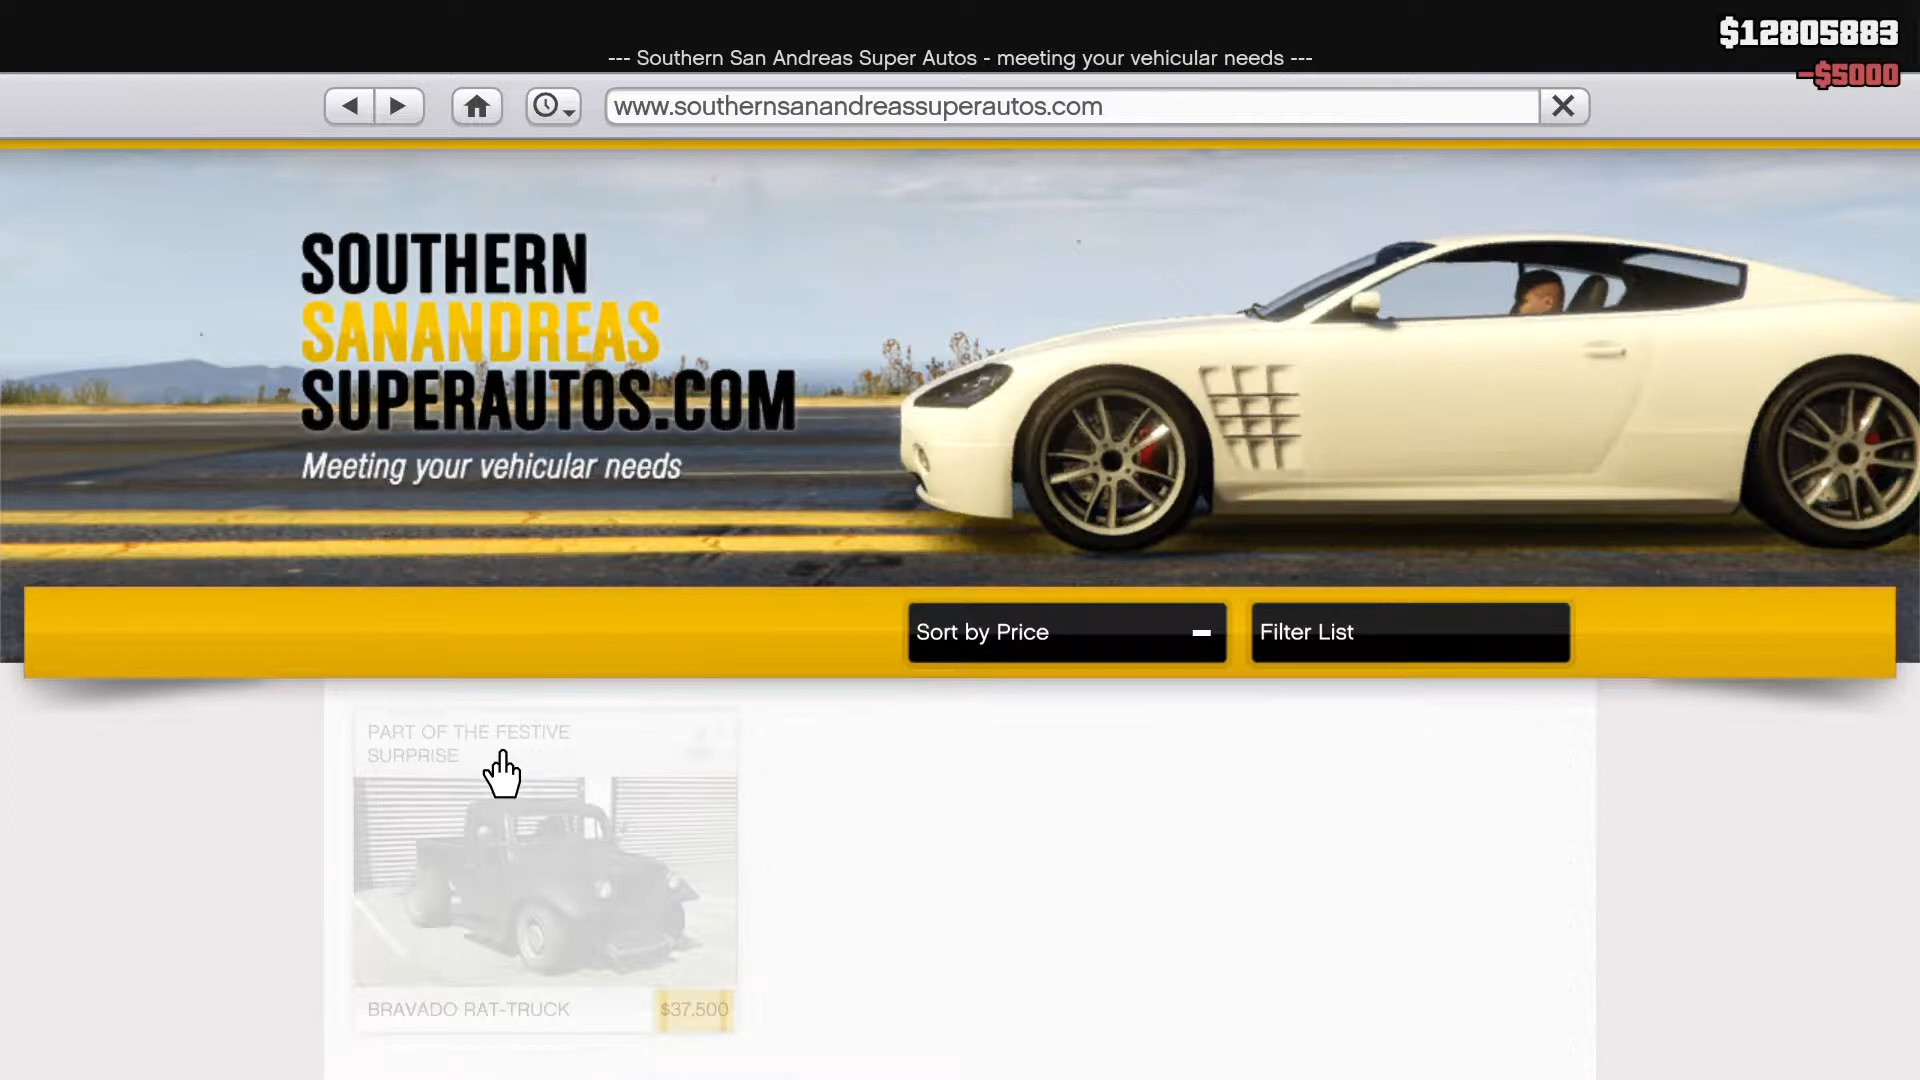 $12805883
--- Southern San Andreas Super Autos - meeting your vehicular needs ---
-$5000
www.southernsanandreassuperautos.com
SOUTHERN
SANANDREAS
SUPERAUTOS.COM
Meeting your vehicular needs
Sort by Price
Filter List
PART OF THE FESTIVE
SURPRISE
BRAVADO RAT-TRUCK
$37,500